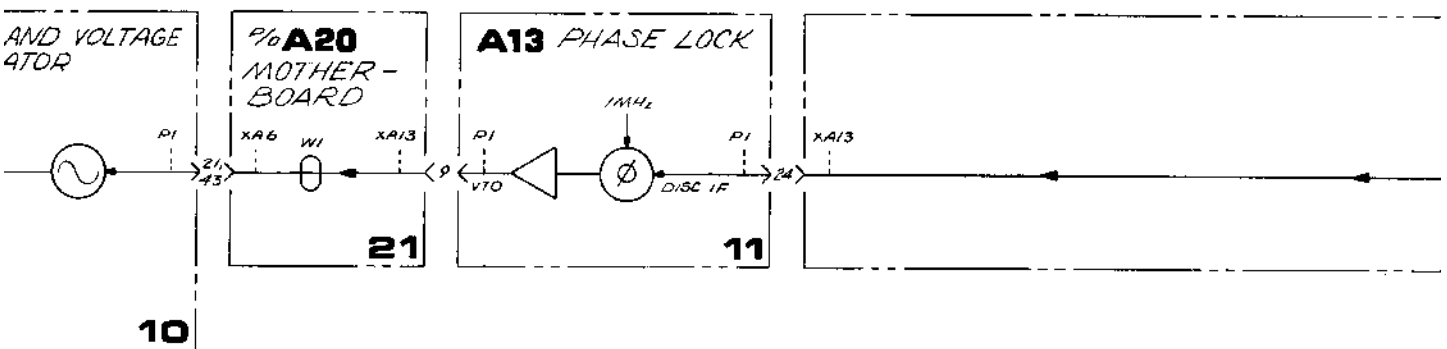 AND VOLTAGE
ATOR
P1
21,
43
10
P/O A20
MOTHER-
BOARD
XA6
W1
XA13
21
9
A13 PHASE LOCK
1MHz
P1
VTO
DISC IF
P1
11
24
XA13